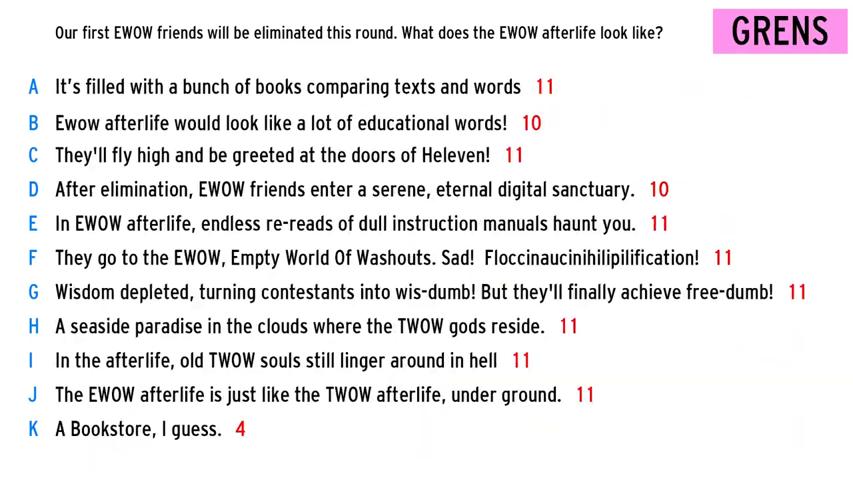 Our first EWOW friends will be eliminated this round. What does the EWOW afterlife look like?
GRENS
A It's filled with a bunch of books comparing texts and words 11
B Ewow afterlife would look like a lot of educational words! 10
C They'll fly high and be greeted at the doors of Heleven! 11
D After elimination, EWOW friends enter a serene, eternal digital sanctuary. 10
E In EWOW afterlife, endless re-reads of dull instruction manuals haunt you. 11
F They go to the EWOW, Empty World Of Washouts. Sad! Floccinaucinihilipilification! 11
G Wisdom depleted, turning contestants into wis-dumb! But they'll finally achieve free-dumb! 11
H A seaside paradise in the clouds where the TWOW gods reside. 11
I In the afterlife, old TWOW souls still linger around in hell 11
J The EWOW afterlife is just like the TWOW afterlife, under ground. 11
K A Bookstore, I guess. 4